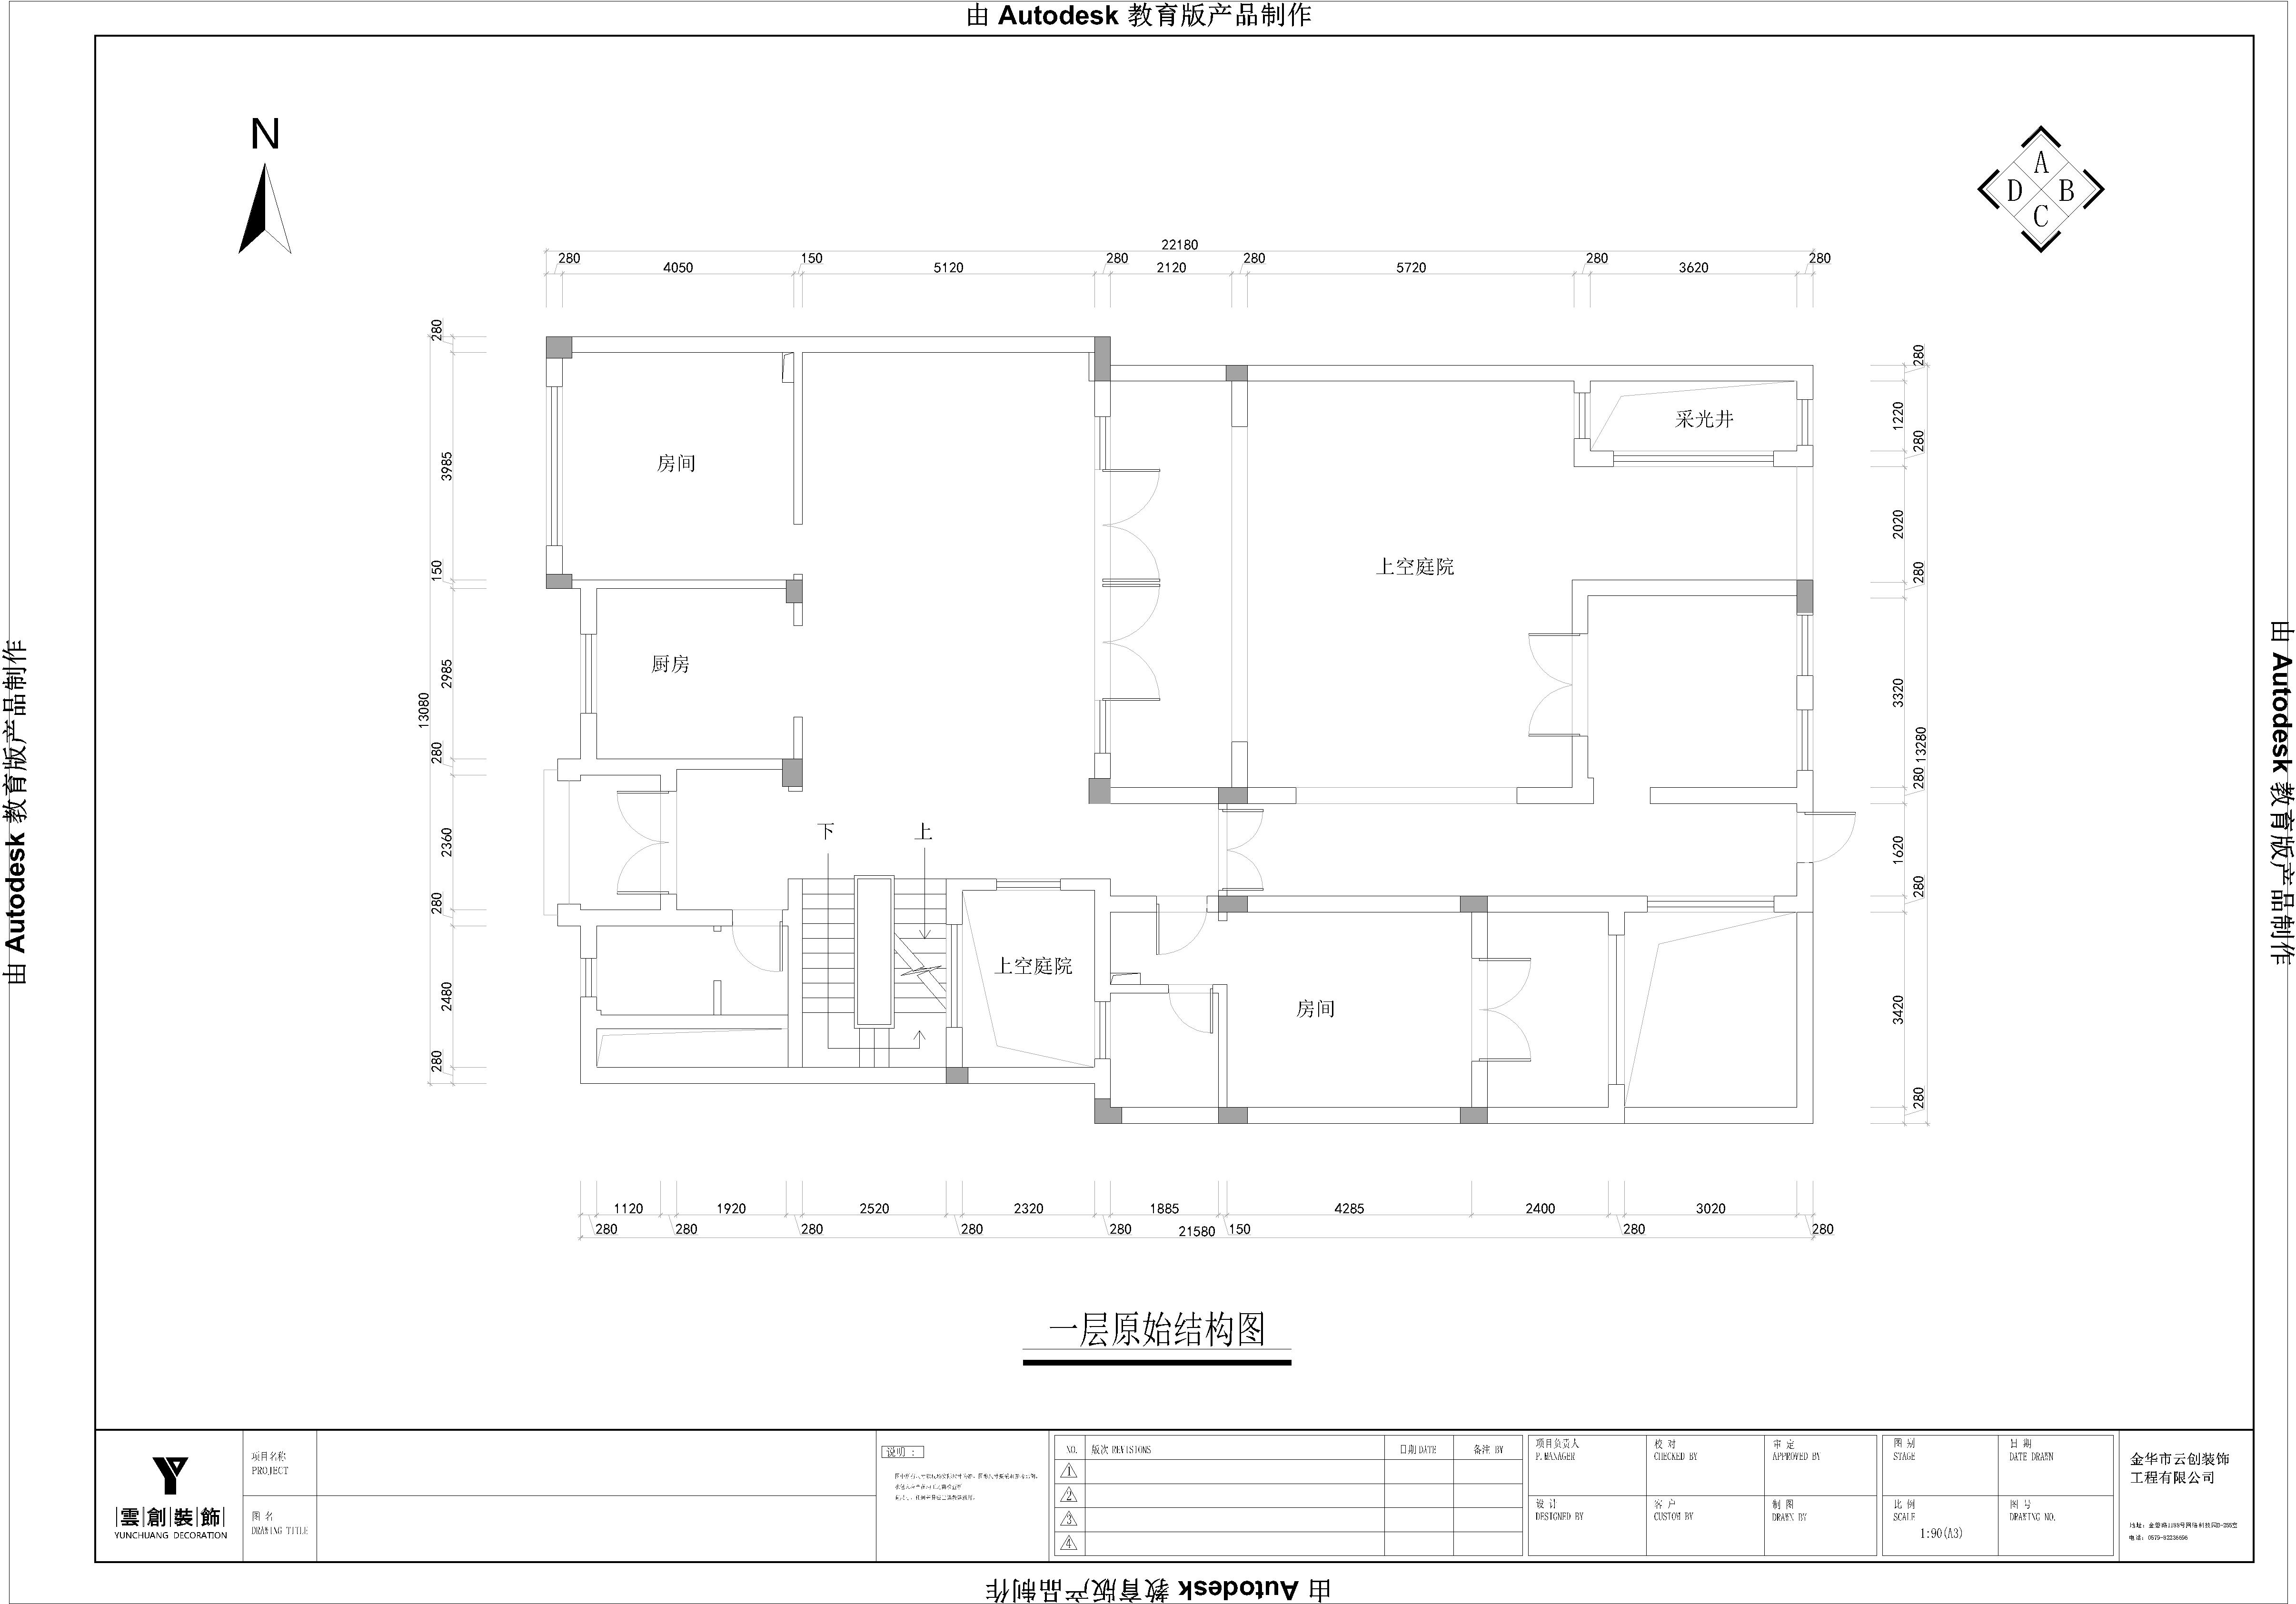 由 Autodesk 教育版产品制作
N
A
D B
C
22180
280 150 280 280 280 280
4050 5120 2120 5720 3620
280
3985
150
2985
13080
280
2360
280
2480
280
280
1220
280
2020
280
3320
13280
280
1620
280
3420
280
采光井
房间
上空庭院
厨房
下 上
上空庭院
房间
由 Autodesk 教育版产品制作
由 Autodesk 教育版产品制作
1120 1920 2520 2320 1885 4285 2400 3020
280 280 280 280 280 21580 150 280 280
一层原始结构图
雲創裝飾
YUNCHUANG DECORATION
项目名称
PROJECT
图 名
DRAWING TITLE
说明 :
NO. 版次 REVISIONS 日期 DATE 备注 BY
1
2
3
4
项目负责人
P.MANAGER
校 对
CHECKED BY
审 定
APPROVED BY
图 别
STAGE
日 期
DATE DRAWN
设 计
DESIGNED BY
客 户
CUSTOM BY
制 图
DRAWN BY
比 例
SCALE
1:90(A3)
图 号
DRAWING NO.
金华市云创装饰
工程有限公司
由 Autodesk 教育版产品制作